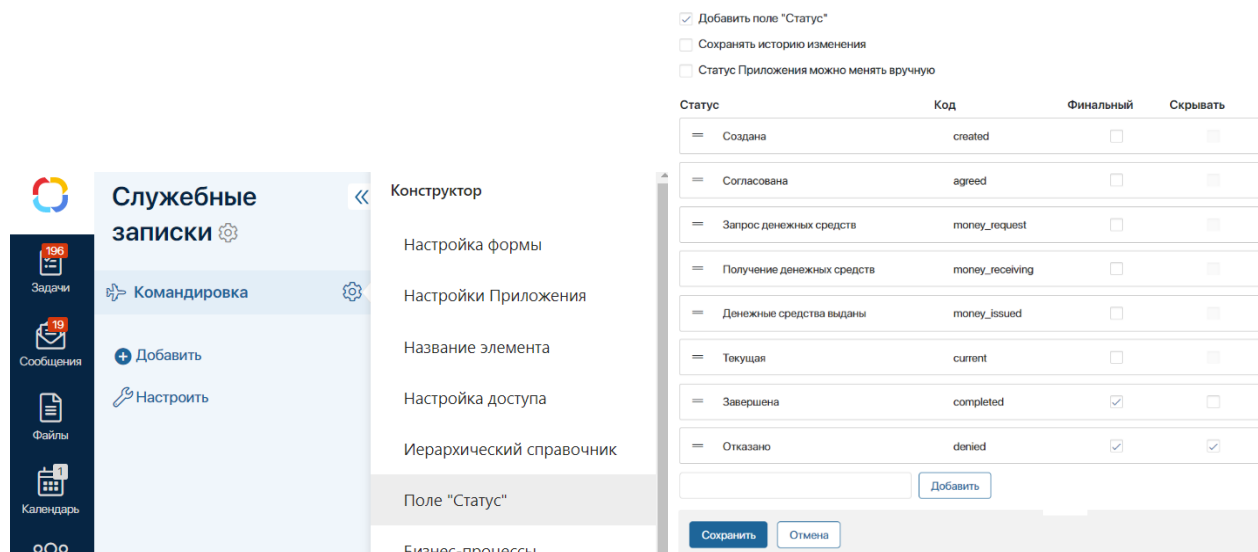 196
Задачи
19
Сообщения
Файлы
1
Календарь
Служебные
записки
Командировка
Добавить
Настроить
Конструктор
Настройка формы
Настройки Приложения
Название элемента
Настройка доступа
Иерархический справочник
Поле "Статус"
Бизнес-процессы
Добавить поле "Статус"
Сохранять историю изменения
Статус Приложения можно менять вручную
Статус Код Финальный Скрывать
Создана created
Согласована agreed
Запрос денежных средств money_request
Получение денежных средств money_receiving
Денежные средства выданы money_issued
Текущая current
Завершена completed
Отказано denied
Добавить
Сохранить Отмена